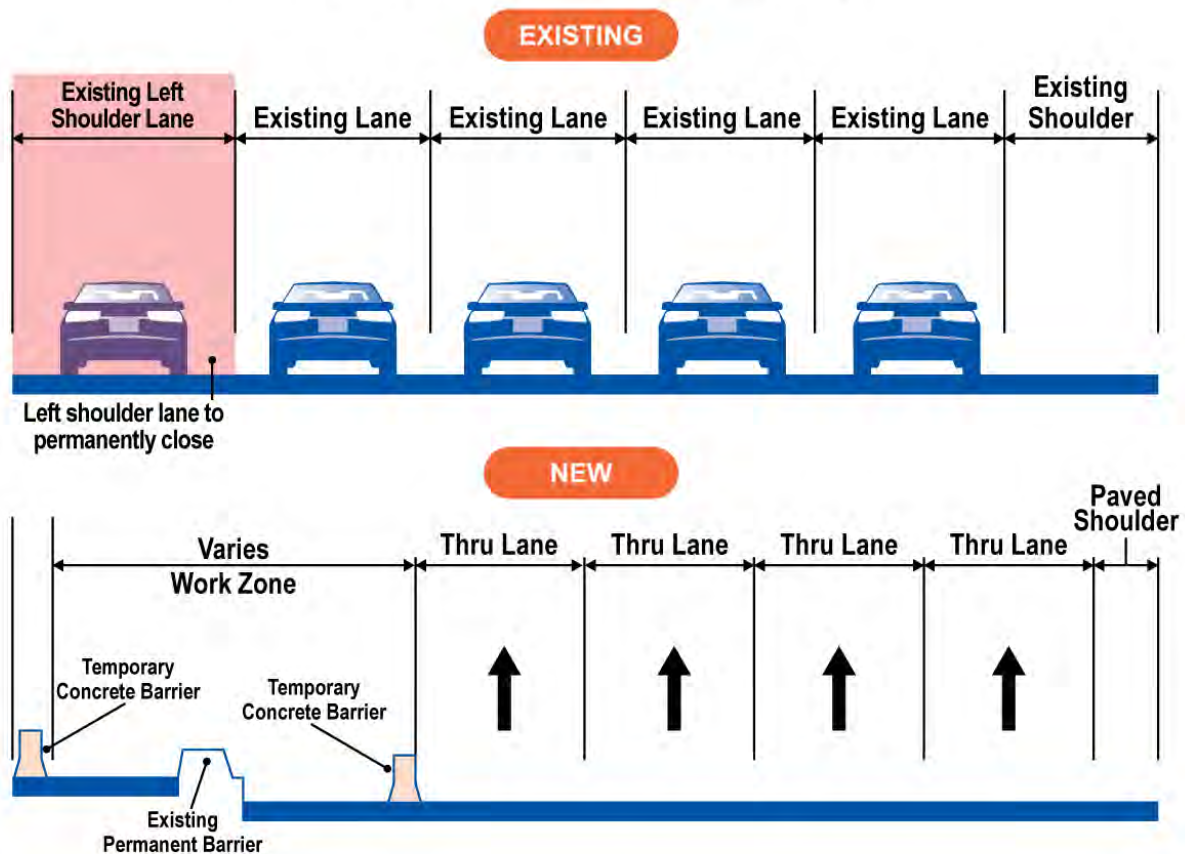 EXISTING
Existing Left
Shoulder Lane
Existing Lane
Existing Lane
Existing Lane
Existing Lane
Existing
Shoulder
Left shoulder lane to
permanently close
NEW
Varies
Work Zone
Thru Lane
Thru Lane
Thru Lane
Thru Lane
Paved
Shoulder
Temporary
Concrete Barrier
Temporary
Concrete Barrier
Existing
Permanent Barrier